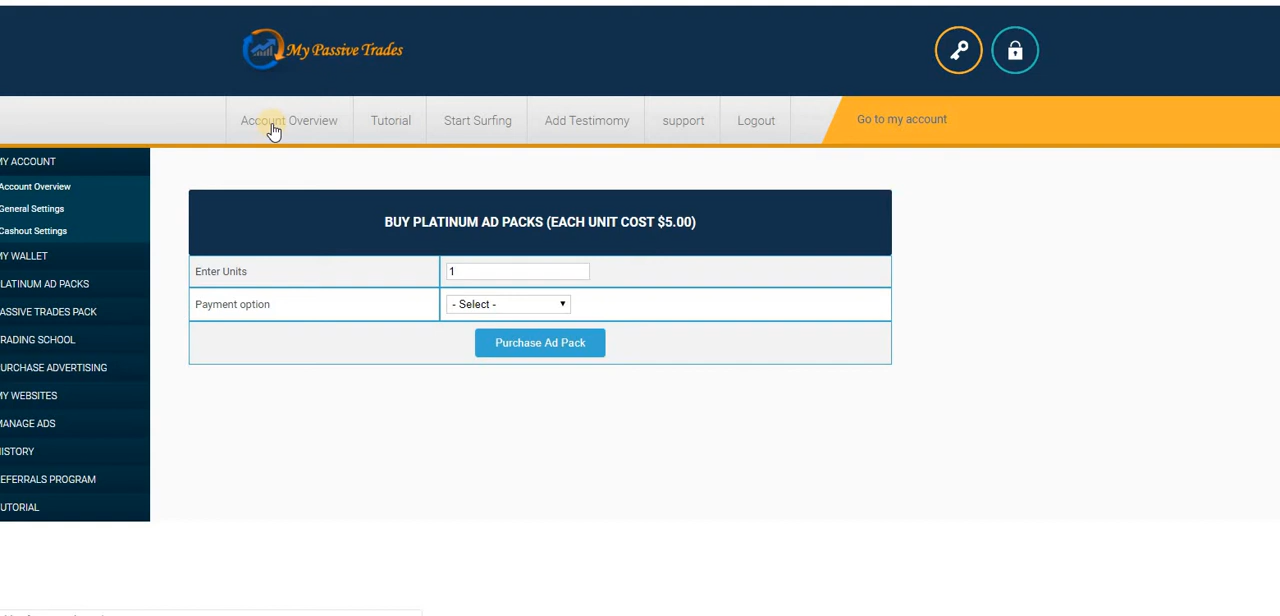 My Passive Trades
Account Overview
Tutorial
Start Surfing
Add Testimomy
support
Logout
Go to my account
MY ACCOUNT
Account Overview
General Settings
Cashout Settings
MY WALLET
LATINUM AD PACKS
ASSIVE TRADES PACK
RADING SCHOOL
URCHASE ADVERTISING
MY WEBSITES
MANAGE ADS
ISTORY
EFERRALS PROGRAM
UTORIAL
BUY PLATINUM AD PACKS (EACH UNIT COST $5.00)
Enter Units
1
Payment option
- Select -
Purchase Ad Pack